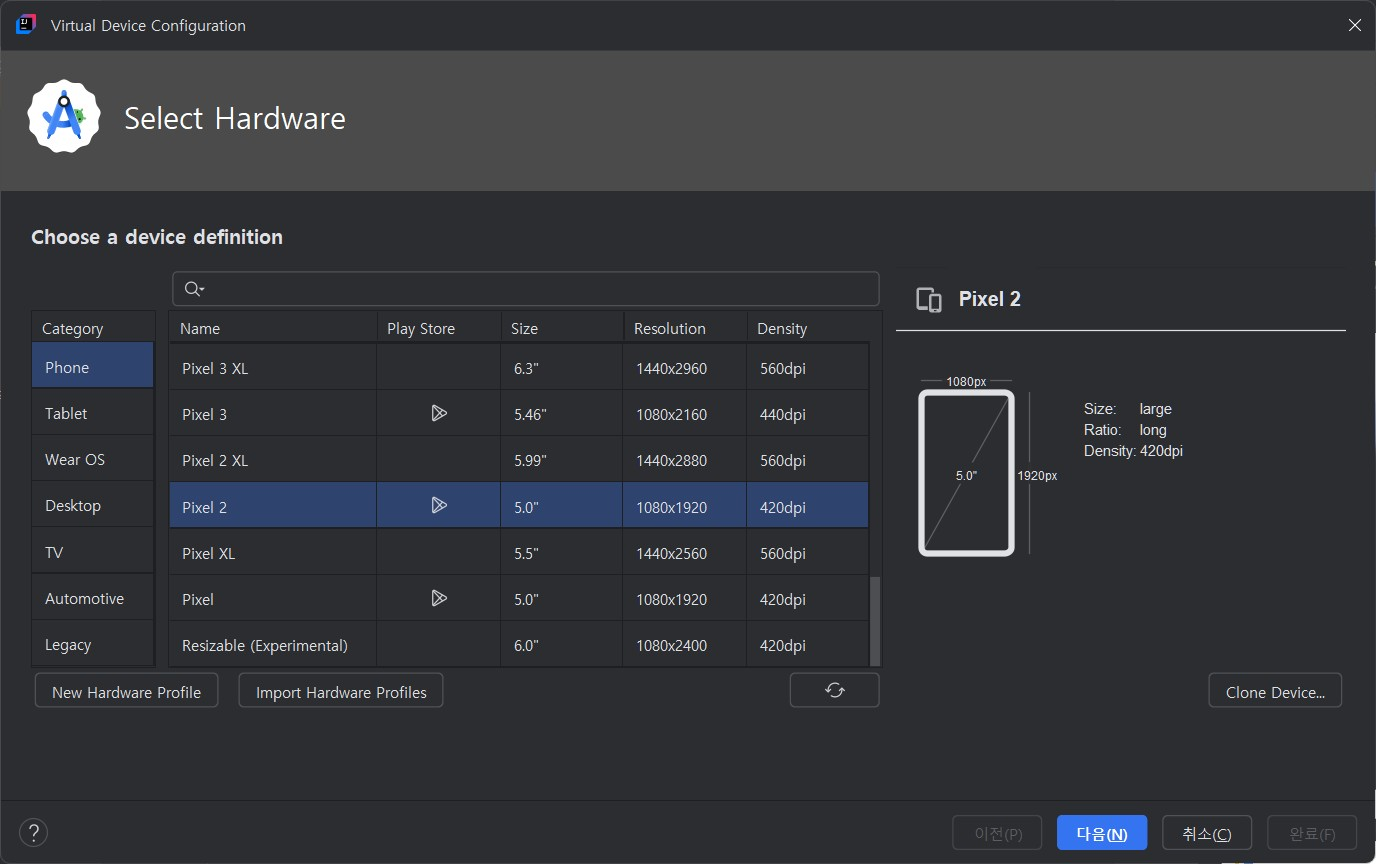 Virtual Device Configuration
Select Hardware
Choose a device definition
Category
Phone
Tablet
Wear OS
Desktop
TV
Automotive
Legacy
Name Play Store Size Resolution Density
Pixel 3 XL 6.3" 1440x2960 560dpi
Pixel 3 5.46" 1080x2160 440dpi
Pixel 2 XL 5.99" 1440x2880 560dpi
Pixel 2 5.0" 1080x1920 420dpi
Pixel XL 5.5" 1440x2560 560dpi
Pixel 5.0" 1080x1920 420dpi
Resizable (Experimental) 6.0" 1080x2400 420dpi
New Hardware Profile
Import Hardware Profiles
Pixel 2
1080px
5.0"
1920px
Size: large
Ratio: long
Density: 420dpi
Clone Device...
?
이전(P)
다음(N)
취소(C)
완료(F)